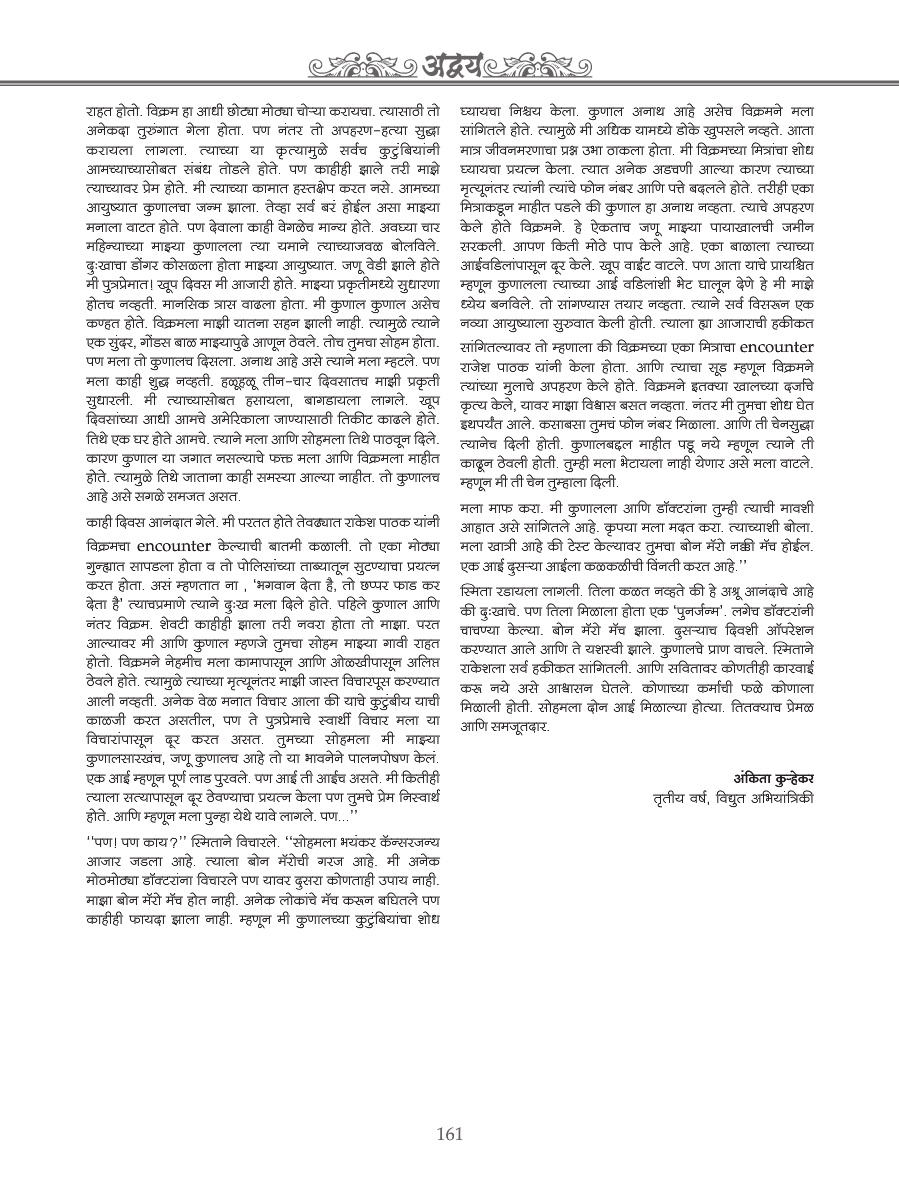 अद्वय
राहत होतो. विक्रम हा आधी छोट्या मोठ्या चोऱ्या करायचा. त्यासाठी तो
अनेकदा तुरुंगात गेला होता. पण नंतर तो अपहरण-हत्या सुद्धा
करायला लागला. त्याच्या या कृत्यामुळे सर्वच कुटुंबियांनी
आमच्याच्यासोबत संबंध तोडले होते. पण काहीही झाले तरी माझे
त्याच्यावर प्रेम होते. मी त्याच्या कामात हस्तक्षेप करत नसे. आमच्या
आयुष्यात कुणालचा जन्म झाला. तेव्हा सर्व बरं होईल असा माझ्या
मनाला वाटत होते. पण देवाला काही वेगळेच मान्य होते. अवघ्या चार
महिन्याच्या माझ्या कुणालला त्या यमाने त्याच्याजवळ बोलविले.
दुःखाचा डोंगर कोसळ्ला होता माझ्या आयुष्यात. जणू वेडी झाले होते
मी पुत्रप्रेमात! खूप दिवस मी आजारी होते. माझ्या प्रकृतीमध्ये सुधारणा
होतच नव्हती. मानसिक त्रास वाढला होता. मी कुणाल कुणाल असेच
कण्हत होते. विक्रमला माझी यातना सहन झाली नाही. त्यामुळे त्याने
एक सुंदर, गोंडस बाळ माझ्यापुढे आणून ठेवले. तोच तुमचा सोहम होता.
पण मला तो कुणालच दिसला. अनाथ आहे असे त्याने मला म्हटले. पण
मला काही शुद्ध नव्हती. हळूहळू तीन-चार दिवसातच माझी प्रकृती
सुधारली. मी त्याच्यासोबत हसायला, बागडायला लागले. खूप
दिवसांच्या आधी आमचे अमेरिकाला जाण्यासाठी तिकीट काढले होते.
तिथे एक घर होते आमचे. त्याने मला आणि सोहमला तिथे पाठवून दिले.
कारण कुणाल या जगात नसल्याचे फक्त मला आणि विक्रमला माहीत
होते. त्यामुळे तिथे जाताना काही समस्या आल्या नाहीत. तो कुणालच
आहे असे सगळे समजत असत.
काही दिवस आनंदात गेले. मी परतत होते तेवढ्यात राकेश पाठक यांनी
विक्रमचा encounter केल्याची बातमी कळाली. तो एका मोठ्या
गुन्ह्यात सापडला होता व तो पोलिसांच्या ताब्यातून सुटण्याचा प्रयत्न
करत होता. असं म्हणतात ना , 'भगवान देता है, तो छप्पर फाड कर
देता है' त्याचप्रमाणे त्याने दुःख मला दिले होते. पहिले कुणाल आणि
नंतर विक्रम. शेवटी काहीही झाला तरी नवरा होता तो माझा. परत
आल्यावर मी आणि कुणाल म्हणजे तुमचा सोहम माझ्या गावी राहत
होतो. विक्रमने नेहमीच मला कामापासून आणि ओळखीपासून अलिप्त
ठेवले होते. त्यामुळे त्याच्या मृत्यूनंतर माझी जास्त विचारपूस करण्यात
आली नव्हती. अनेक वेळ मनात विचार आला की याचे कुटुंबीय याची
काळजी करत असतील, पण ते पुत्रप्रेमाचे स्वार्थी विचार मला या
विचारांपासून दूर करत असत. तुमच्या सोहमला मी माझ्या
कुणालसारखंच, जणू कुणालच आहे तो या भावनेने पालनपोषण केलं.
एक आई म्हणून पूर्ण लाड पुरवले. पण आई ती आईच असते. मी कितीही
त्याला सत्यापासून दूर ठेवण्याचा प्रयत्न केला पण तुमचे प्रेम निस्वार्थ
होते. आणि म्हणून मला पुन्हा येथे यावे लागले. पण...''
''पण! पण काय?'' स्मिताने विचारले. ''सोहमला भयंकर कॅन्सरजन्य
आजार जडला आहे. त्याला बोन मॅरोची गरज आहे. मी अनेक
मोठमोठ्या डॉक्टरांना विचारले पण यावर दुसरा कोणताही उपाय नाही.
माझा बोन मॅरो मॅच होत नाही. अनेक लोकांचे मॅच करून बघितले पण
काहीही फायदा झाला नाही. म्हणून मी कुणालच्या कुटुंबियांचा शोध
घ्यायचा निश्चय केला. कुणाल अनाथ आहे असेच विक्रमने मला
सांगितले होते. त्यामुळे मी अधिक यामध्ये डोके खुपसले नव्हते. आता
मात्र जीवनमरणाचा प्रश्न उभा ठाकला होता. मी विक्रमच्या मित्रांचा शोध
घ्यायचा प्रयत्न केला. त्यात अनेक अडचणी आल्या कारण त्याच्या
मृत्यूनंतर त्यांनी त्यांचे फोन नंबर आणि पत्ते बदलले होते. तरीही एका
मित्राकडून माहीत पडले की कुणाल हा अनाथ नव्हता. त्याचे अपहरण
केले होते विक्रमने. हे ऐकताच जणू माझ्या पायाखालची जमीन
सरकली. आपण किती मोठे पाप केले आहे. एका बाळाला त्याच्या
आईवडिलांपासून दूर केले. खूप वाईट वाटले. पण आता याचे प्रायश्चित
म्हणून कुणालला त्याच्या आई वडिलांशी भेट घालून देणे हे मी माझे
ध्येय बनविले. तो सांगण्यास तयार नव्हता. त्याने सर्व विसरून एक
नव्या आयुष्याला सुरुवात केली होती. त्याला ह्या आजाराची हकीकत
सांगितल्यावर तो म्हणाला की विक्रमच्या एका मित्राचा encounter
राजेश पाठक यांनी केला होता. आणि त्याचा सूड म्हणून विक्रमने
त्यांच्या मुलाचे अपहरण केले होते. विक्रमने इतक्या खालच्या दर्जाचे
कृत्य केले, यावर माझा विश्वास बसत नव्हता. नंतर मी तुमचा शोध घेत
इथपर्यंत आले. कसाबसा तुमचं फोन नंबर मिळाला. आणि ती चेनसुद्धा
त्यानेच दिली होती. कुणालबद्दल माहीत पडू नये म्हणून त्याने ती
काढून ठेवली होती. तुम्ही मला भेटायला नाही येणार असे मला वाटले.
म्हणून मी ती चेन तुम्हाला दिली.
मला माफ करा. मी कुणालला आणि डॉक्टरांना तुम्ही त्याची मावशी
आहात असे सांगितले आहे. कृपया मला मदत करा. त्याच्याशी बोला.
मला खात्री आहे की टेस्ट केल्यावर तुमचा बोन मॅरो नक्की मॅच होईल.
एक आई दुसऱ्या आईला कळकळीची विंनती करत आहे.''
स्मिता रडायला लागली. तिला कळत नव्हते की हे अश्रू आनंदाचे आहे
की दुःखाचे. पण तिला मिळाला होता एक 'पुनर्जन्म'. लगेच डॉक्टरांनी
चाचण्या केल्या. बोन मॅरो मॅच झाला. दुसऱ्याच दिवशी ऑपरेशन
करण्यात आले आणि ते यशस्वी झाले. कुणालचे प्राण वाचले. स्मिताने
राकेशला सर्व हकीकत सांगितली. आणि सवितावर कोणतीही कारवाई
करू नये असे आश्वासन घेतले. कोणाच्या कर्माची फळे कोणाला
मिळाली होती. सोहमला दोन आई मिळाल्या होत्या. तितक्याच प्रेमळ
आणि समजूतदार.
अंकिता कुऱ्हेकर
तृतीय वर्ष, विद्युत अभियांत्रिकी
161